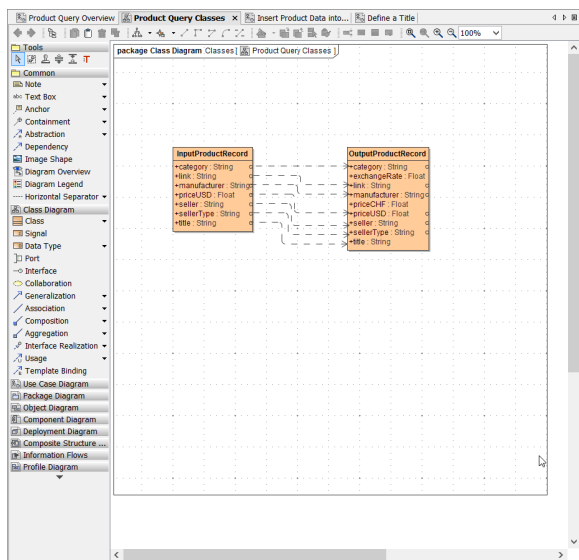 Product Query Overview
Product Query Classes
Insert Product Data into...
Define a Title
100%
Tools
Common
Note
abc Text Box
Anchor
Containment
Abstraction
Dependency
Image Shape
Diagram Overview
Diagram Legend
Horizontal Separator
Class Diagram
Class
Signal
Data Type
Port
Interface
Collaboration
Generalization
Association
Composition
Aggregation
Interface Realization
Usage
Template Binding
Use Case Diagram
Package Diagram
Object Diagram
Component Diagram
Deployment Diagram
Composite Structure ...
Information Flows
Profile Diagram
package Class Diagram Classes [ Product Query Classes ]
InputProductRecord
+category : String
+link : String
+manufacturer : String
+priceUSD : Float
+seller : String
+sellerType : String
+title : String
OutputProductRecord
+category : String
+exchangeRate : Float
+link : String
+manufacturer : String
+priceCHF : Float
+priceUSD : Float
+seller : String
+sellerType : String
+title : String